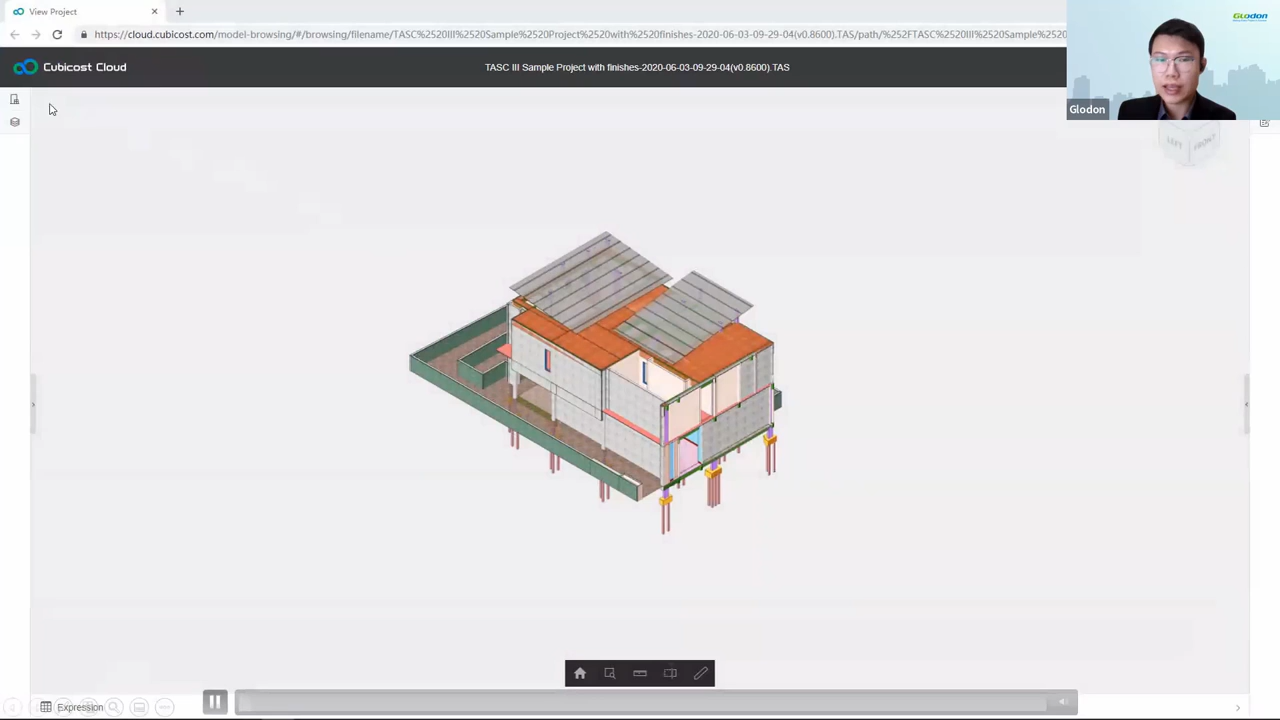 View Project
https://cloud.cubicost.com/model-browsing/#/browsing/filename/TASC%2520III%2520Sample%2520Project%2520with%2520finishes-2020-06-03-09-29-04(v0.8600).TAS/path/%252FTASC%2520III%2520Sample%2520
Glodon
Cubicost Cloud
TASC III Sample Project with finishes-2020-06-03-09-29-04(v0.8600).TAS
Glodon
LEFT
FRONT
Expression